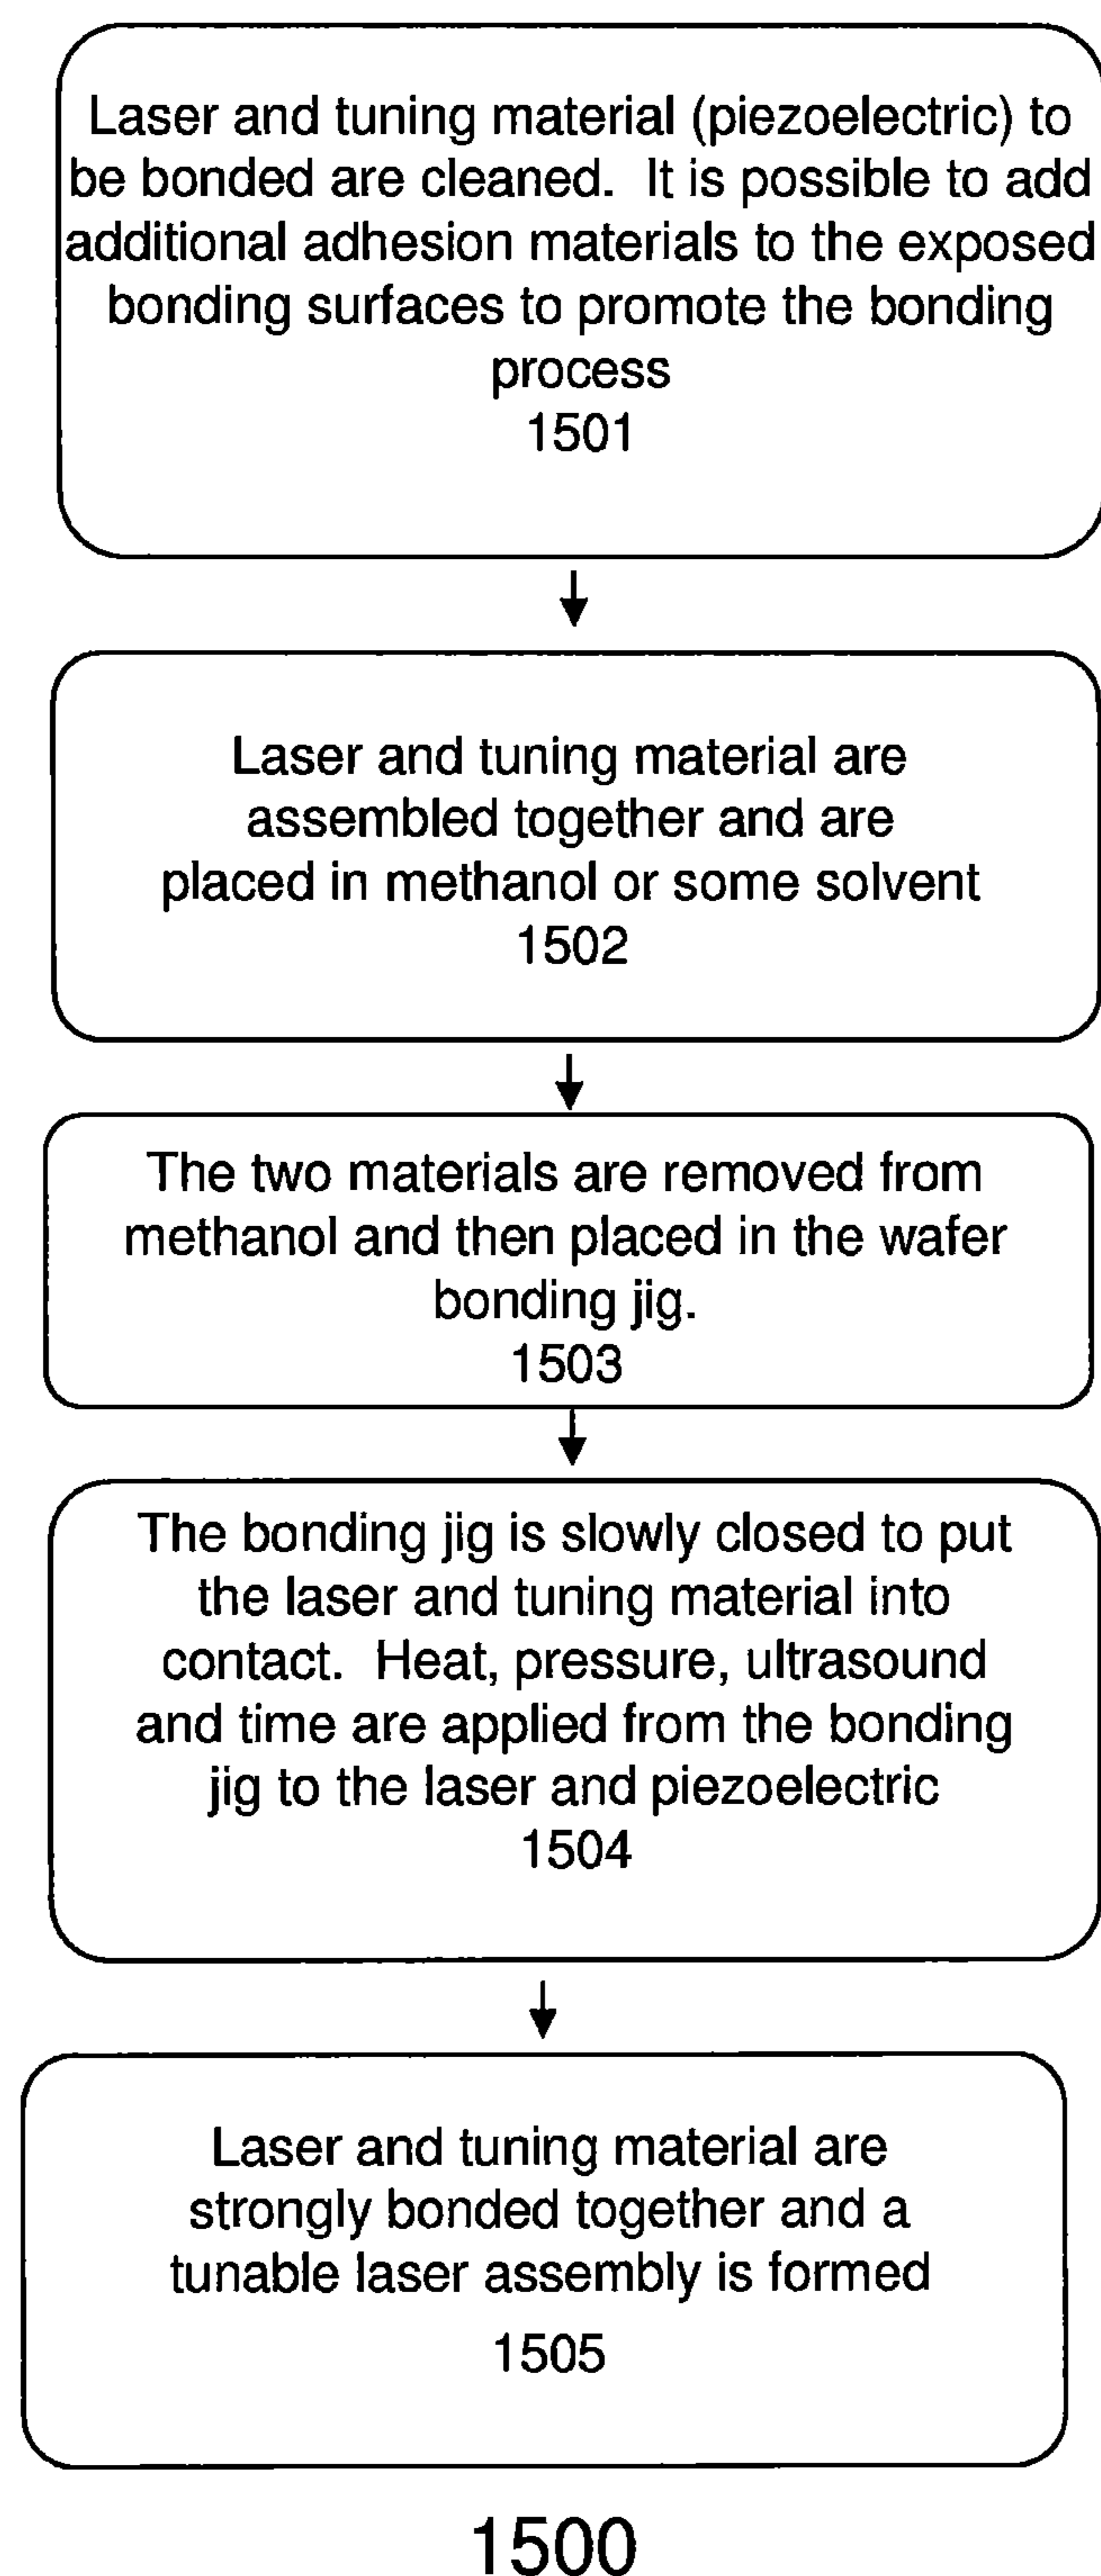 Laser and tuning material (piezoelectric) to
be bonded are cleaned.  It is possible to add
additional adhesion materials to the exposed
bonding surfaces to promote the bonding
process
1501
Laser and tuning material are
assembled together and are
placed in methanol or some solvent
1502
The two materials are removed from
methanol and then placed in the wafer
bonding jig.
1503
The bonding jig is slowly closed to put
the laser and tuning material into
contact.  Heat, pressure, ultrasound
and time are applied from the bonding
jig to the laser and piezoelectric
1504
Laser and tuning material are
strongly bonded together and a
tunable laser assembly is formed
1505
1500